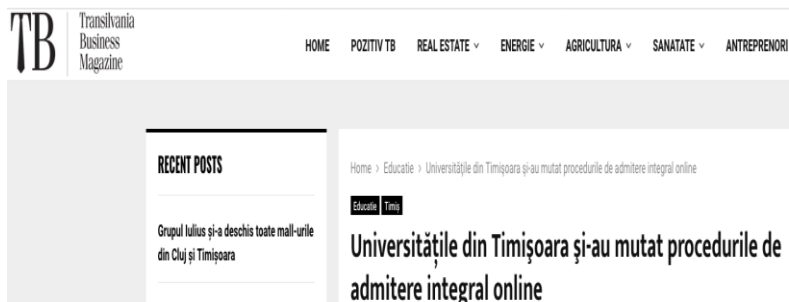 TB
Transilvania
Business
Magazine
HOME POZITIV TB REAL ESTATE ENERGIE AGRICULTURA SANATATE ANTREPRENORI
RECENT POSTS
Grupul Iulius și-a deschis toate mall-urile
din Cluj și Timișoara
Home > Educatie > Universitățile din Timișoara și-au mutat procedurile de admitere integral online
Educatie Timiș
Universitățile din Timişoara şi-au mutat procedurile de
admitere integral online